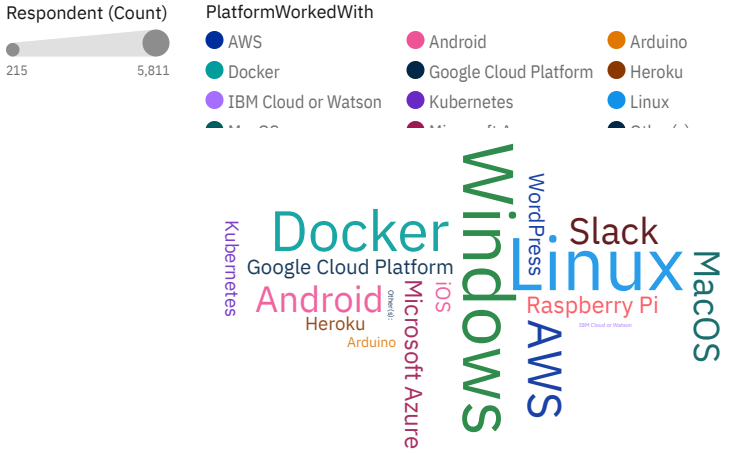 Respondent (Count)
215
5,811
PlatformWorkedWith
AWS
Android
Arduino
Docker
Google Cloud Platform
Heroku
IBM Cloud or Watson
Kubernetes
Linux
Windows
WordPress
Docker
Slack
Kubernetes
Linux
Google Cloud Platform
MacOS
Android
Other(s):
iOS
Microsoft Azure
Raspberry Pi
Heroku
IBM Cloud or Watson
AWS
Arduino